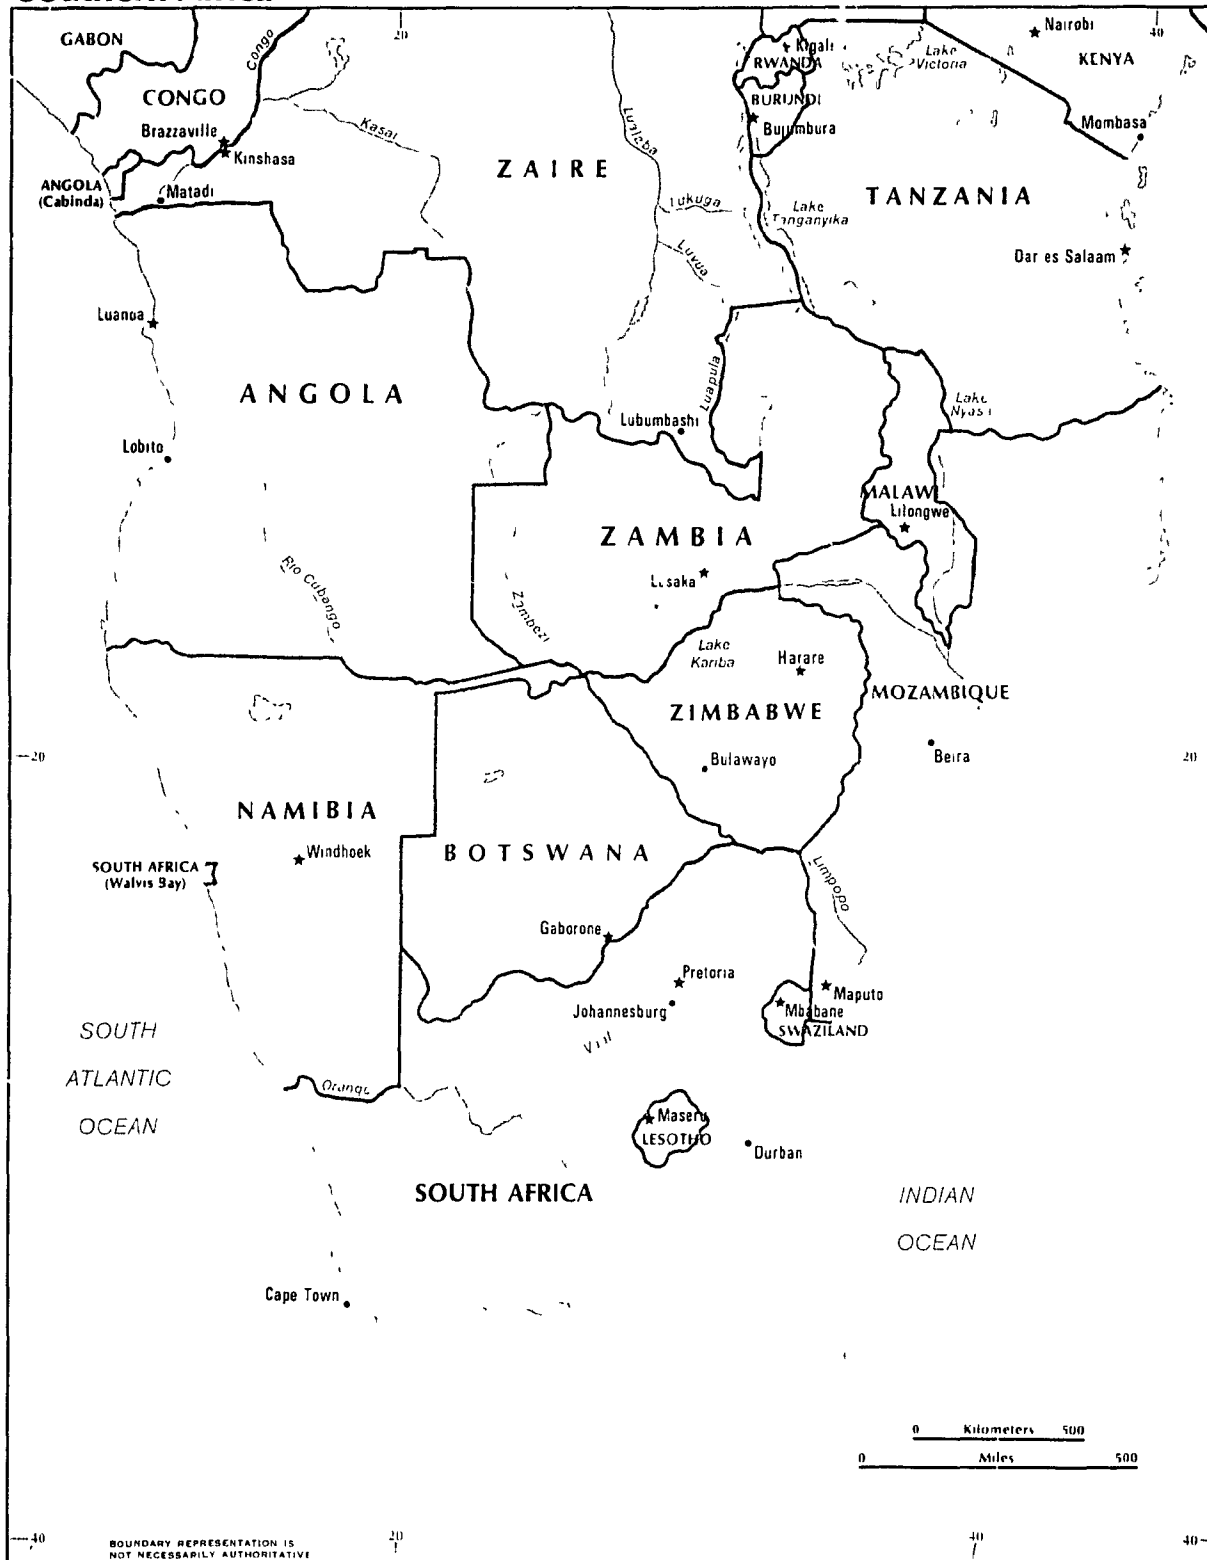 20
40
GABON
Congo
Kigali
RWANDA
Lake
Victoria
Nairobi
KENYA
CONGO
Brazzaville
Kinshasa
Kasai
Lualaba
BURUNDI
Bujumbura
Mombasa
ZAIRE
ANGOLA
(Cabinda)
Matadi
Lukuga
Lake
Tanganyika
TANZANIA
Luvua
Dar es Salaam
Luanda
ANGOLA
Luapula
Lubumbashi
Lake
Lobito
MALAWI
Lilongwe
ZAMBIA
Rio Cubango
Lusaka
Zambezi
Lake
Kariba
Harare
MOZAMBIQUE
ZIMBABWE
20
20
Bulawayo
Beira
NAMIBIA
Windhoek
BOTSWANA
SOUTH AFRICA
(Walvis Bay)
Limpopo
Gaborone
Pretoria
Johannesburg
Maputo
Mbabane
SWAZILAND
SOUTH
ATLANTIC
OCEAN
Vaal
Orange
Maseru
LESOTHO
Durban
SOUTH AFRICA
INDIAN
OCEAN
Cape Town
0 Kilometers 500
0 Miles 500
40
20
40
40
BOUNDARY REPRESENTATION IS
NOT NECESSARILY AUTHORITATIVE